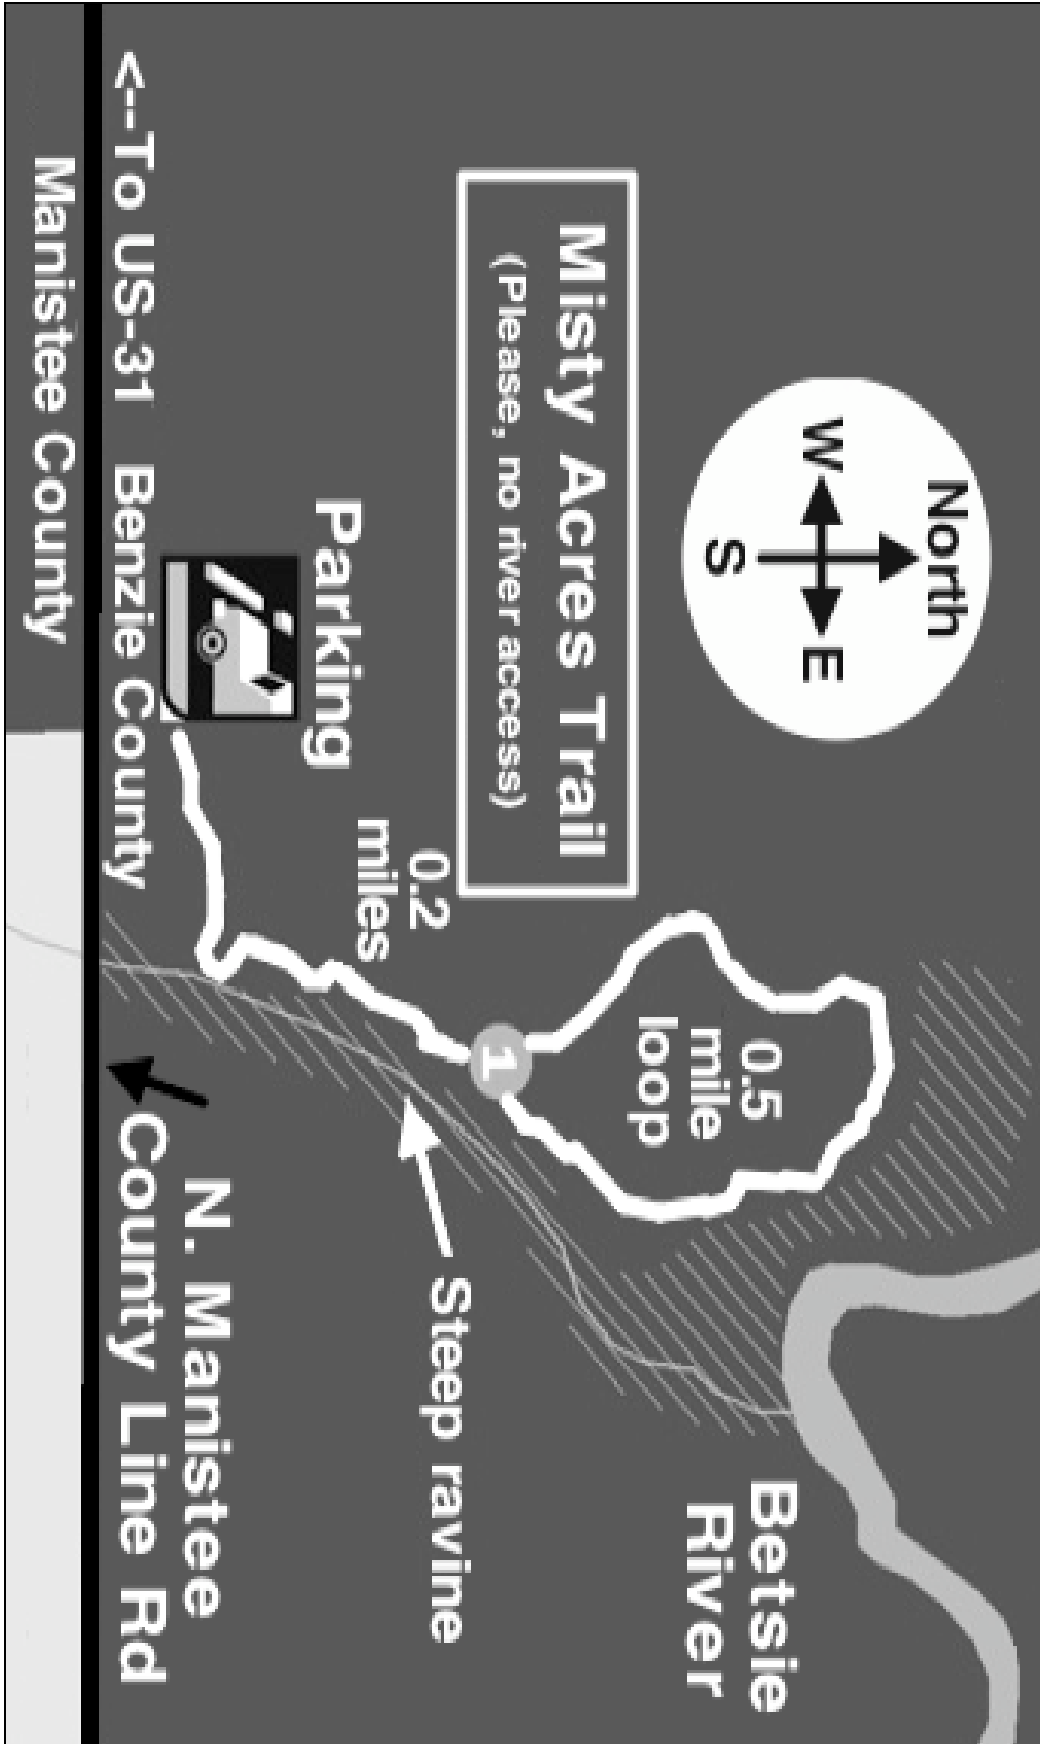 North
W
E
S
Misty Acres Trail
(Please, no river access)
0.5
mile
loop
Betsie
River
1
0.2
miles
Parking
Steep ravine
N. Manistee
County Line Rd
<--To US-31 Benzie County
Manistee County